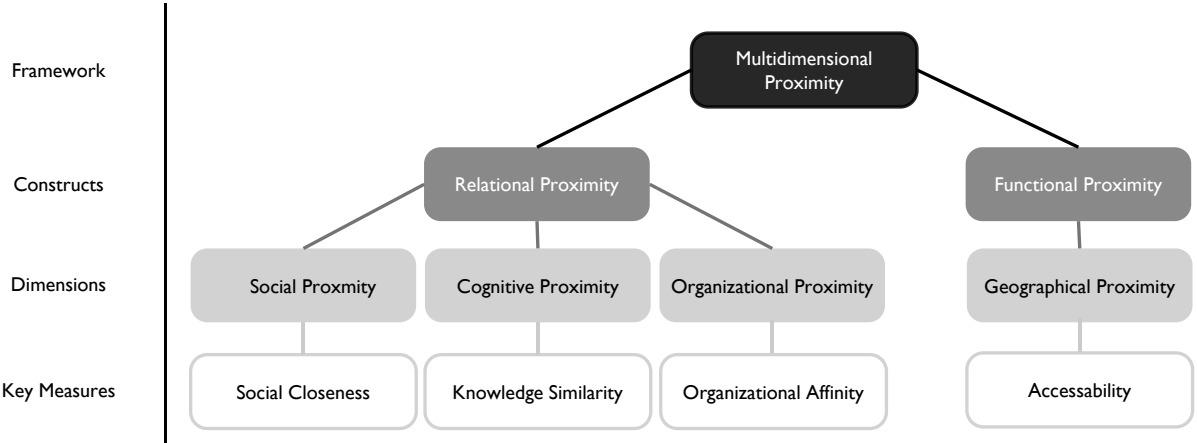 Framework
Multidimensional
Proximity
Constructs
Relational Proximity
Functional Proximity
Dimensions
Social Proxmity
Cognitive Proximity
Organizational Proximity
Geographical Proximity
Key Measures
Social Closeness
Knowledge Similarity
Organizational Affinity
Accessability